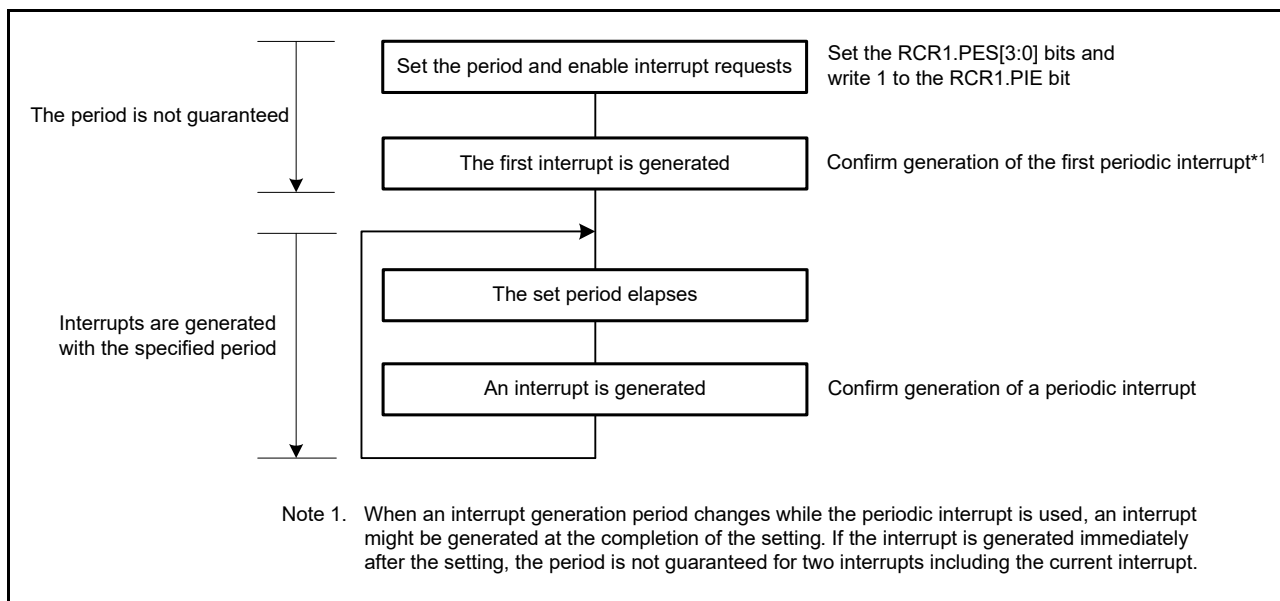 Set the period and enable interrupt requests
Set the RCR1.PES[3:0] bits and
write 1 to the RCR1.PIE bit
The period is not guaranteed
The first interrupt is generated
Confirm generation of the first periodic interrupt*1
The set period elapses
Interrupts are generated
with the specified period
An interrupt is generated
Confirm generation of a periodic interrupt
Note 1. When an interrupt generation period changes while the periodic interrupt is used, an interrupt
might be generated at the completion of the setting. If the interrupt is generated immediately
after the setting, the period is not guaranteed for two interrupts including the current interrupt.